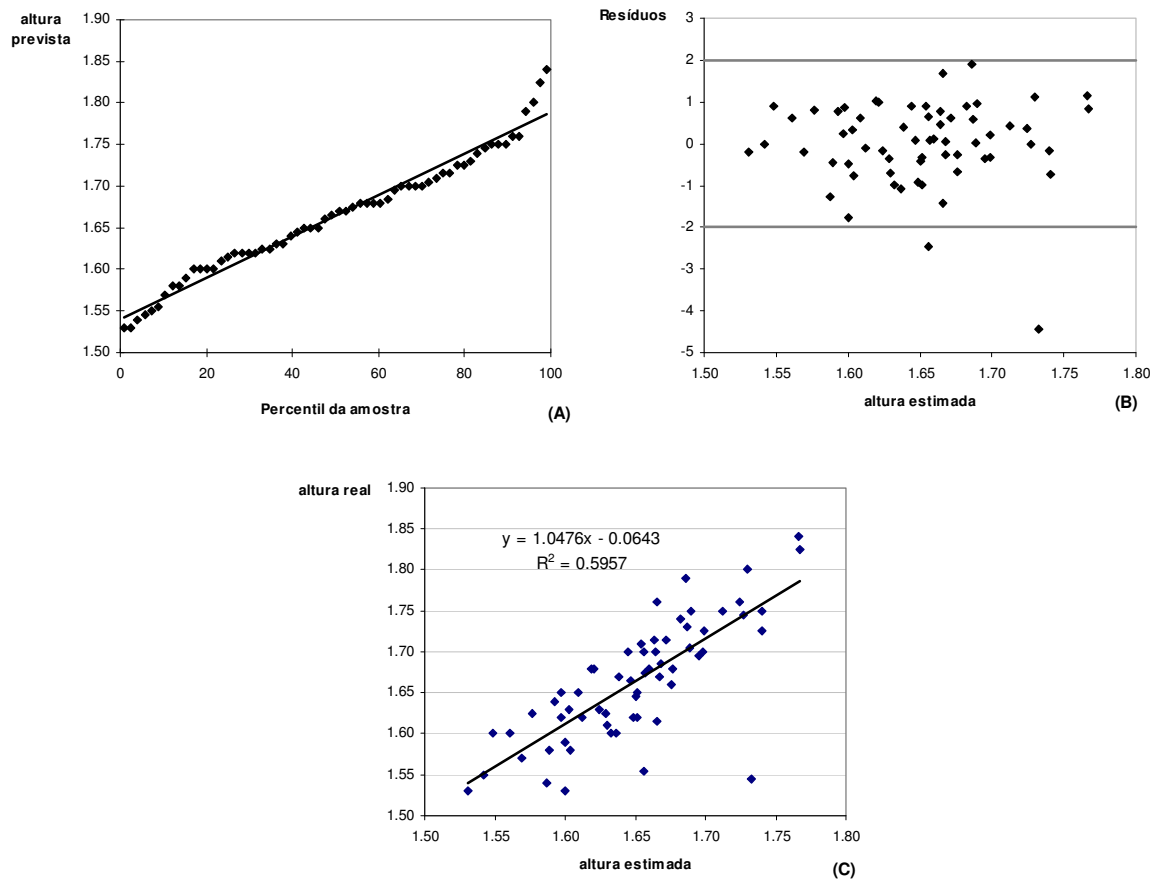 altura
prevista
1.90
1.85
1.80
1.75
1.70
1.65
1.60
1.55
1.50
0 20 40 60 80 100
Percentil da amostra
(A)
Resíduos
3
2
1
0
-1
-2
-3
-4
-5
1.50 1.55 1.60 1.65 1.70 1.75 1.80
altura estimada
(B)
altura real
1.90
1.85
1.80
1.75
1.70
1.65
1.60
1.55
1.50
y = 1.0476x - 0.0643
R² = 0.5957
1.50 1.55 1.60 1.65 1.70 1.75 1.80
altura estimada
(C)